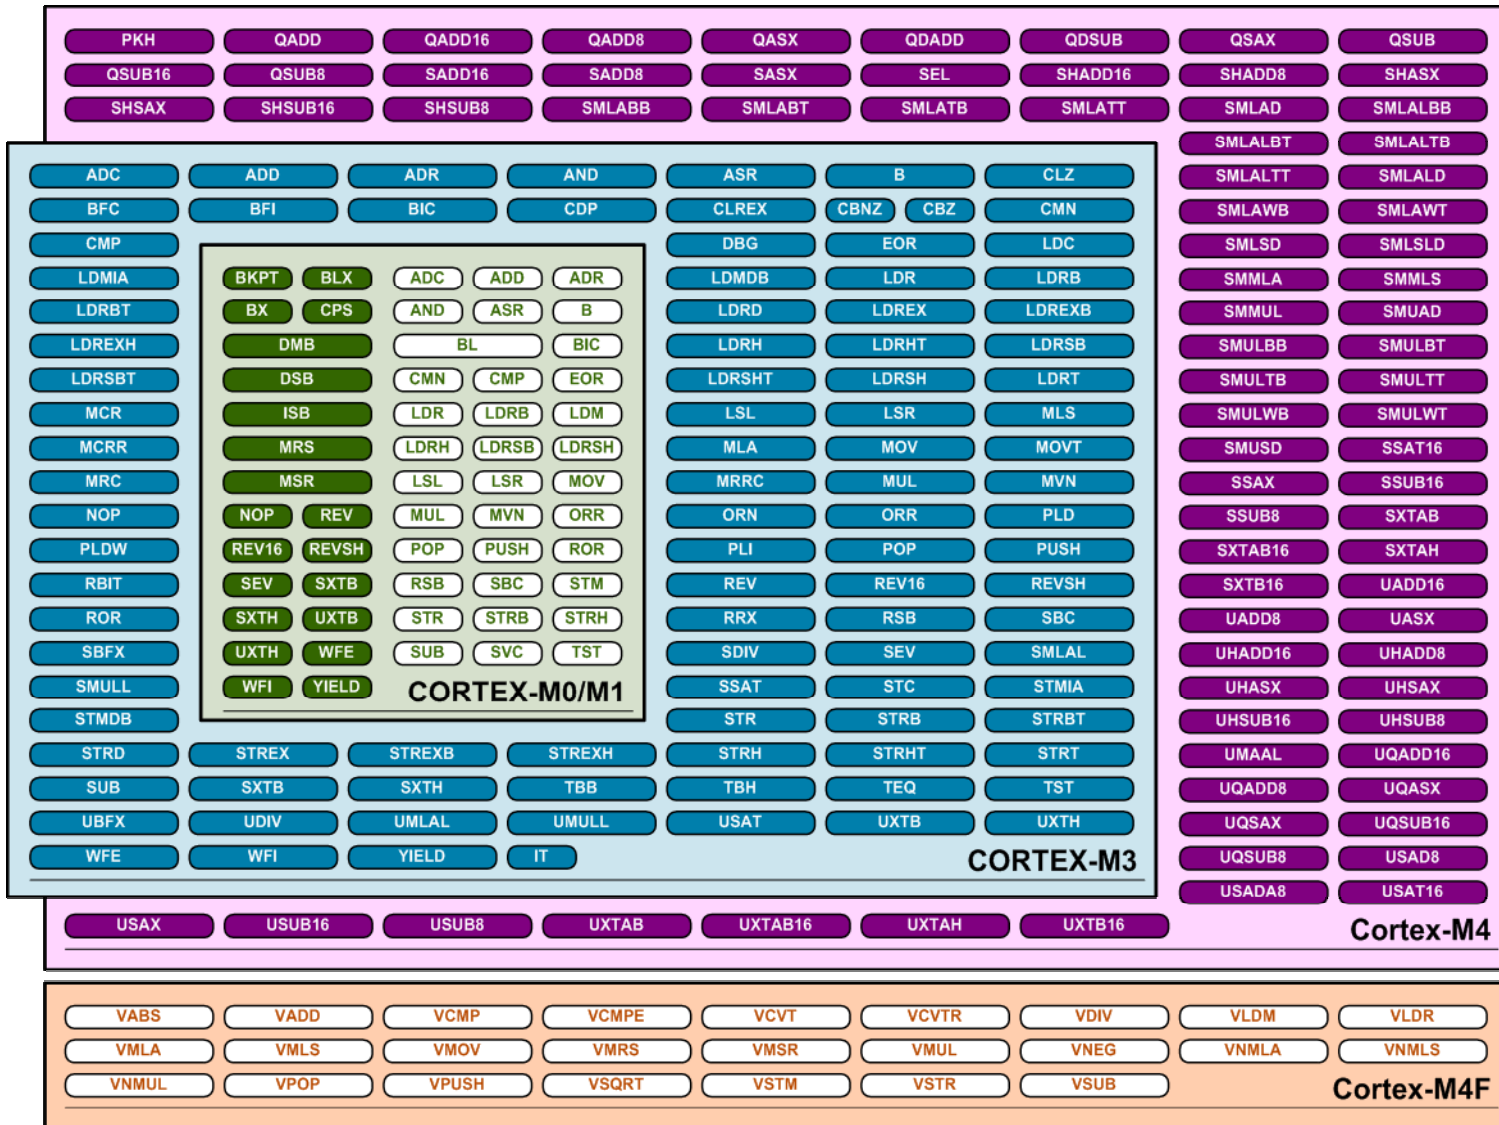 PKH QADD QADD16 QADD8 QASX QDADD QDSUB QSAX QSUB
QSUB16 QSUB8 SADD16 SADD8 SASX SEL SHADD16 SHADD8 SHASX
SHSAX SHSUB16 SHSUB8 SMLABB SMLABT SMLATB SMLATT SMLAD SMLALBB
SMLALBT SMLALTB
ADC ADD ADR AND ASR B CLZ SMLALTT SMLALD
BFC BFI BIC CDP CLREX CBNZ CBZ CMN SMLAWB SMLAWT
CMP DBG EOR LDC SMLSD SMLSLD
LDMIA BKPT BLX ADC ADD ADR LDMDB LDR LDRB SMMLA SMMLS
LDRBT BX CPS AND ASR B LDRD LDREX LDREXB SMMUL SMUAD
LDREXH DMB BL BIC LDRH LDRHT LDRSB SMULBB SMULBT
LDRSBT DSB CMN CMP EOR LDRSHT LDRSH LDRT SMULTB SMULTT
MCR ISB LDR LDRB LDM LSL LSR MLS SMULWB SMULWT
MCRR MRS LDRH LDRSB LDRSH MLA MOV MOVT SMUSD SSAT16
MRC MSR LSL LSR MOV MRRC MUL MVN SSAX SSUB16
NOP NOP REV MUL MVN ORR ORN ORR PLD SSUB8 SXTAB
PLDW REV16 REVSH POP PUSH ROR PLI POP PUSH SXTAB16 SXTAH
RBIT SEV SXTB RSB SBC STM REV REV16 REVSH SXTB16 UADD16
ROR SXTH UXTB STR STRB STRH RRX RSB SBC UADD8 UASX
SBFX UXTH WFE SUB SVC TST SDIV SEV SMLAL UHADD16 UHADD8
SMULL WFI YIELD CORTEX-M0/M1 SSAT STC STMIA UHASX UHSAX
STMDB STR STRB STRBT UHSUB16 UHSUB8
STRD STREX STREXB STREXH STRH STRHT STRT UMAAL UQADD16
SUB SXTB SXTH TBB TBH TEQ TST UQADD8 UQASX
UBFX UDIV UMLAL UMULL USAT UXTB UXTH UQSAX UQSUB16
WFE WFI YIELD IT CORTEX-M3 UQSUB8 USAD8
USADA8 USAT16
USAX USUB16 USUB8 UXTAB UXTAB16 UXTAH UXTB16 Cortex-M4
VABS VADD VCMP VCMPE VCVT VCVTR VDIV VLDM VLDR
VMLA VMLS VMOV VMRS VMSR VMUL VNEG VNMLA VNMLS
VNMUL VPOP VPUSH VSQRT VSTM VSTR VSUB Cortex-M4F